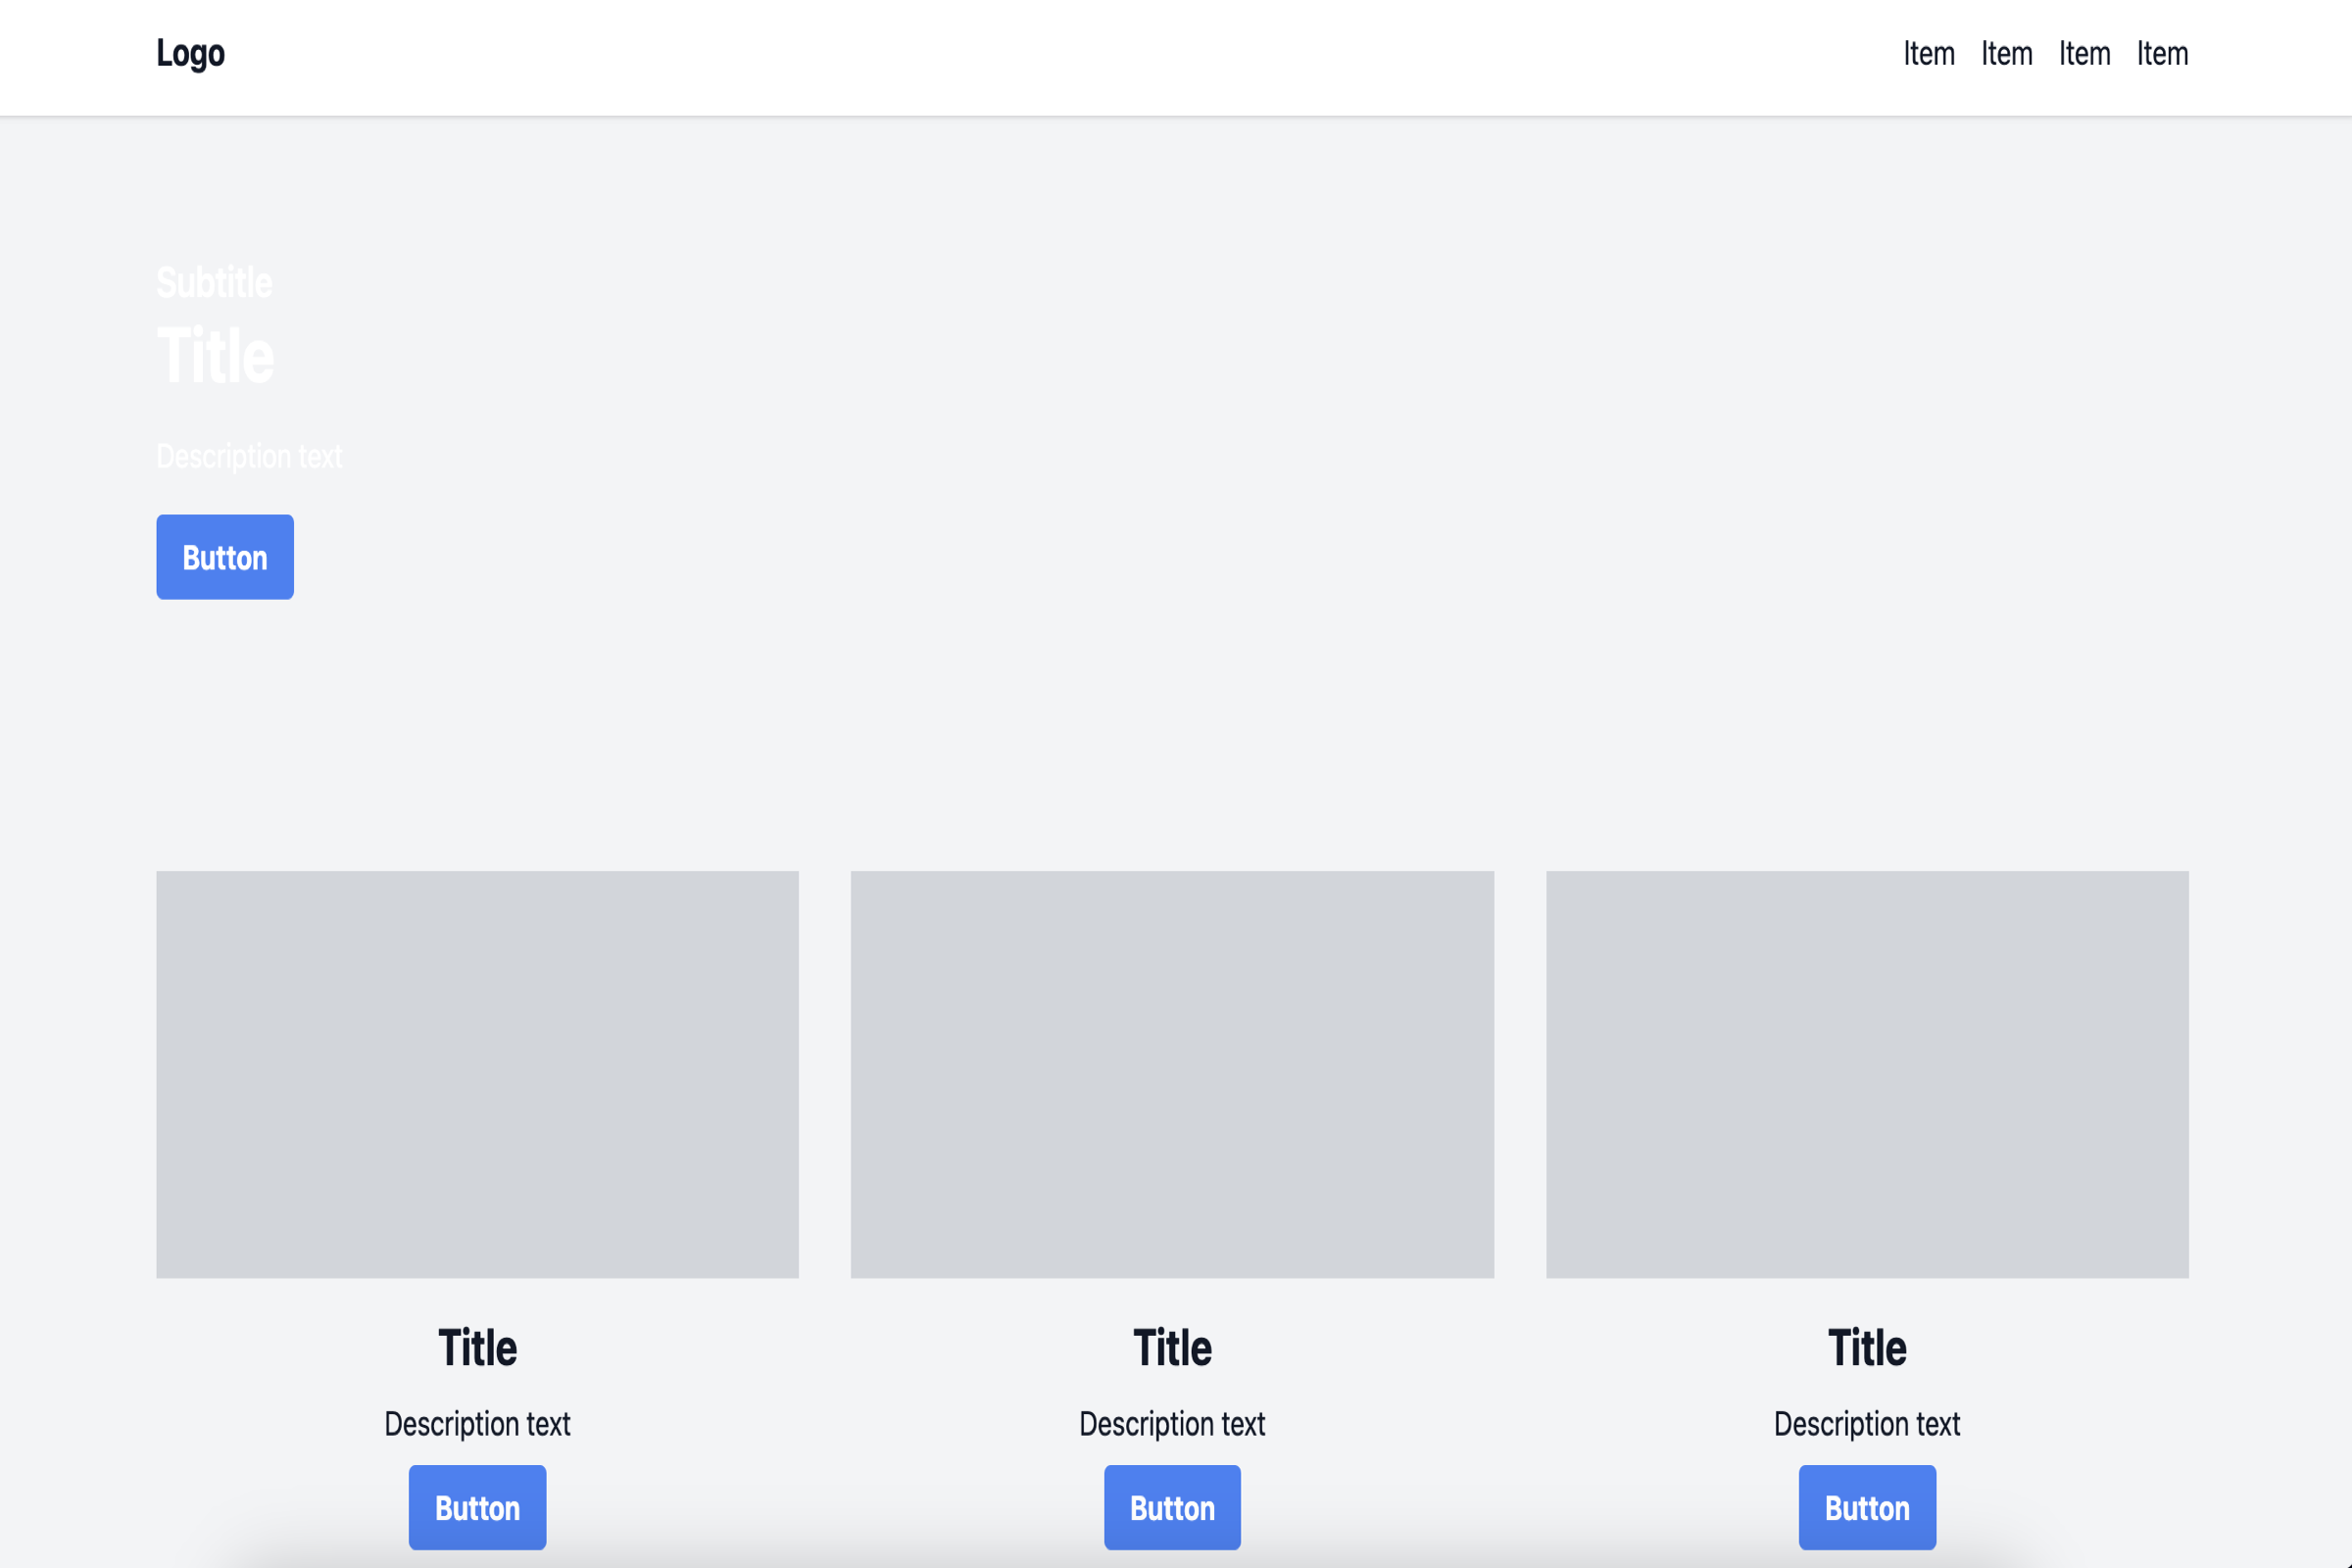 Logo
Item Item Item Item
Subtitle
Title
Description text
Button
Title
Description text
Button
Title
Description text
Button
Title
Description text
Button